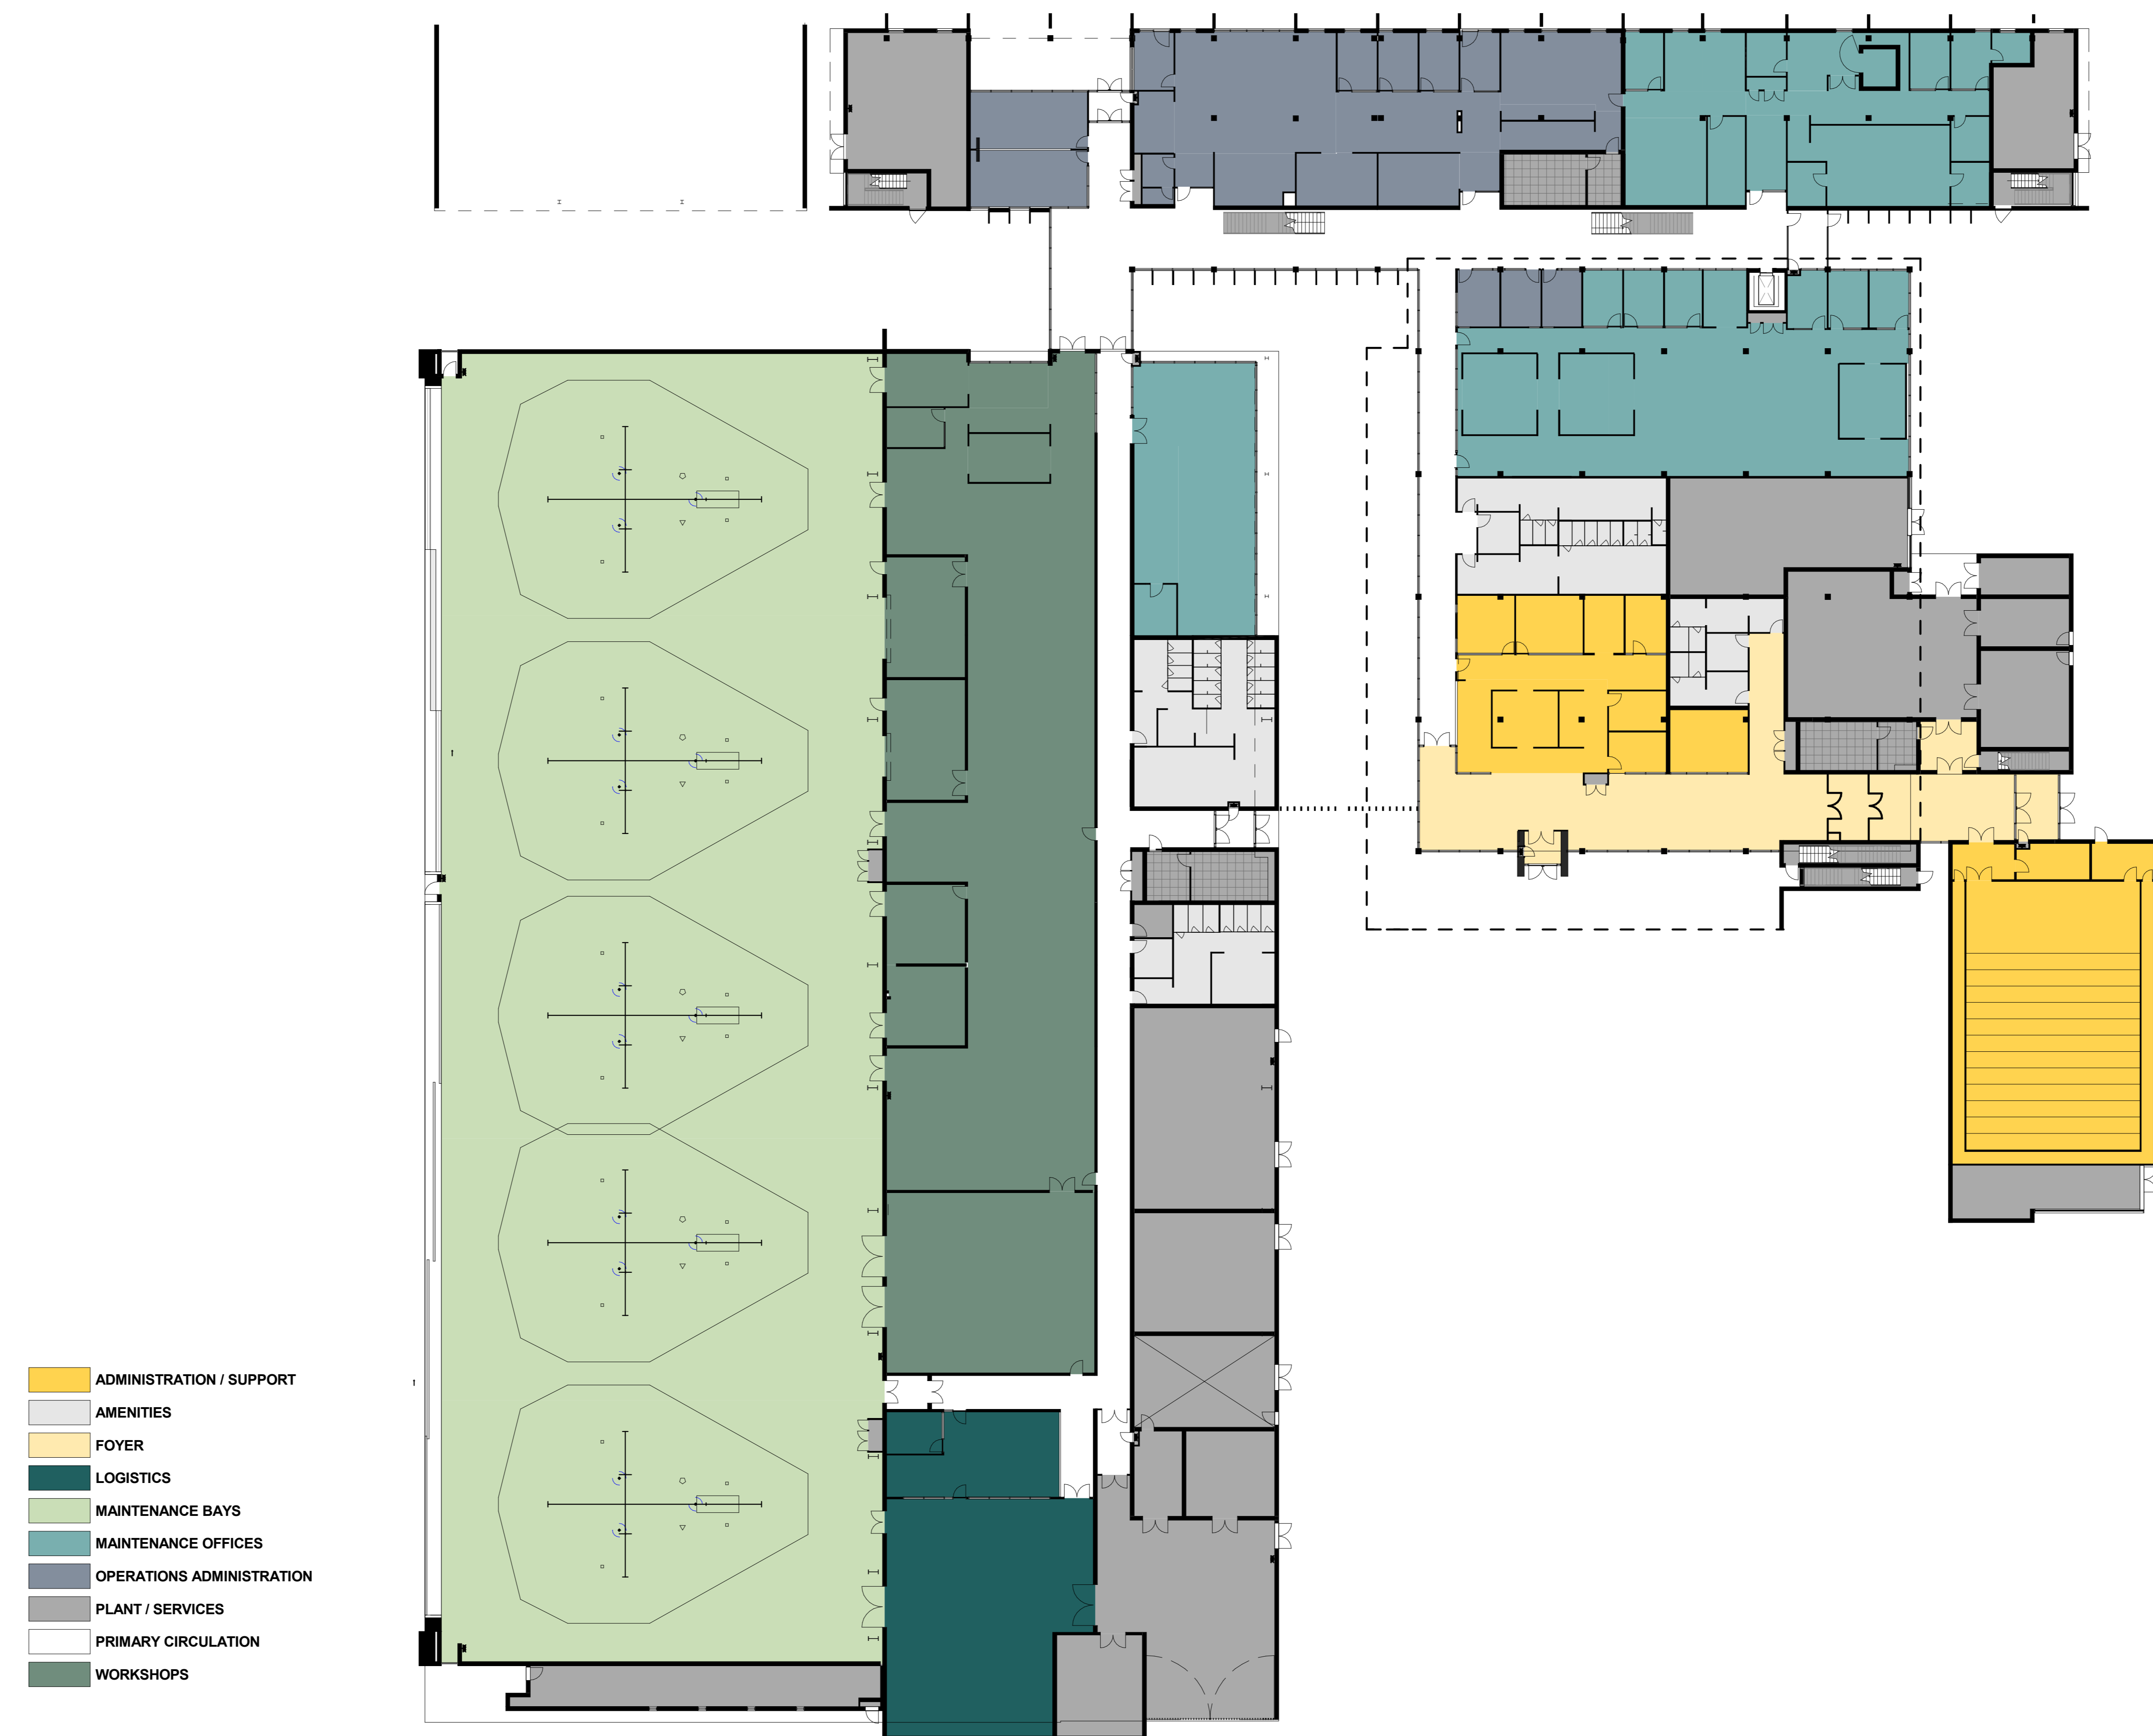 ADMINISTRATION / SUPPORT
AMENITIES
FOYER
LOGISTICS
MAINTENANCE BAYS
MAINTENANCE OFFICES
OPERATIONS ADMINISTRATION
PLANT / SERVICES
PRIMARY CIRCULATION
WORKSHOPS